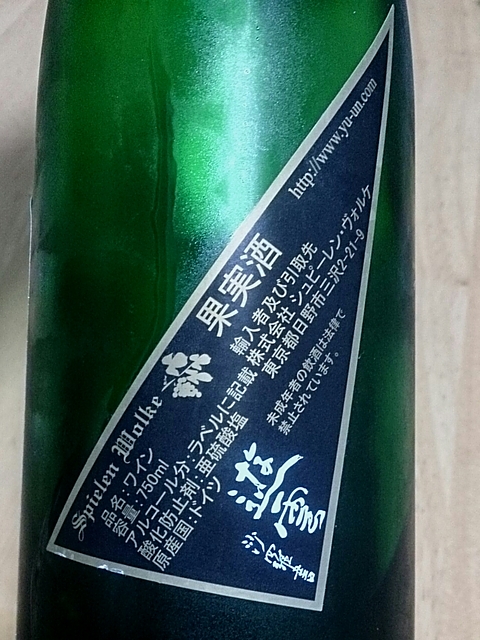 http://www.yu-un.com
果実酒
輸入者及び引取先
株式会社 シュピーレン・ヴォルケ
東京都日野市三沢2-21-9
未成年者の飲酒は法律で
禁止されています。
Spielen Wolke
品名:ワイン
容量:750ml
アルコール分:ラベルに記載
酸化防止剤:亜硫酸塩
原産国:ドイツ